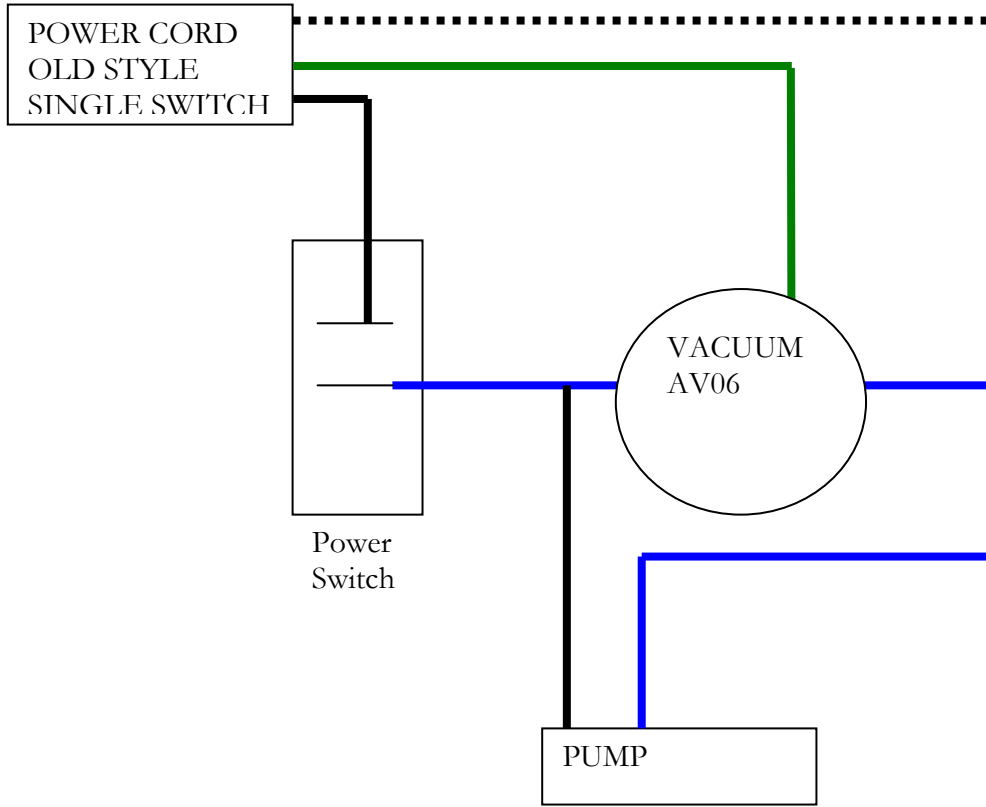 POWER CORD
OLD STYLE
SINGLE SWITCH
VACUUM
AV06
Power
Switch
PUMP